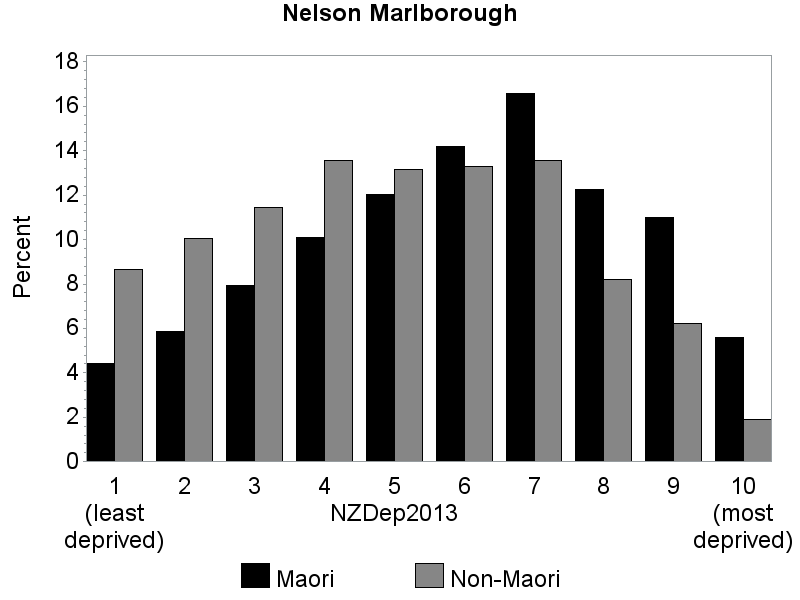 Nelson Marlborough
Percent
18
16
14
12
10
8
6
4
2
0
1 2 3 4 5 6 7 8 9 10
(least NZDep2013 (most
deprived) deprived)
Maori Non-Maori